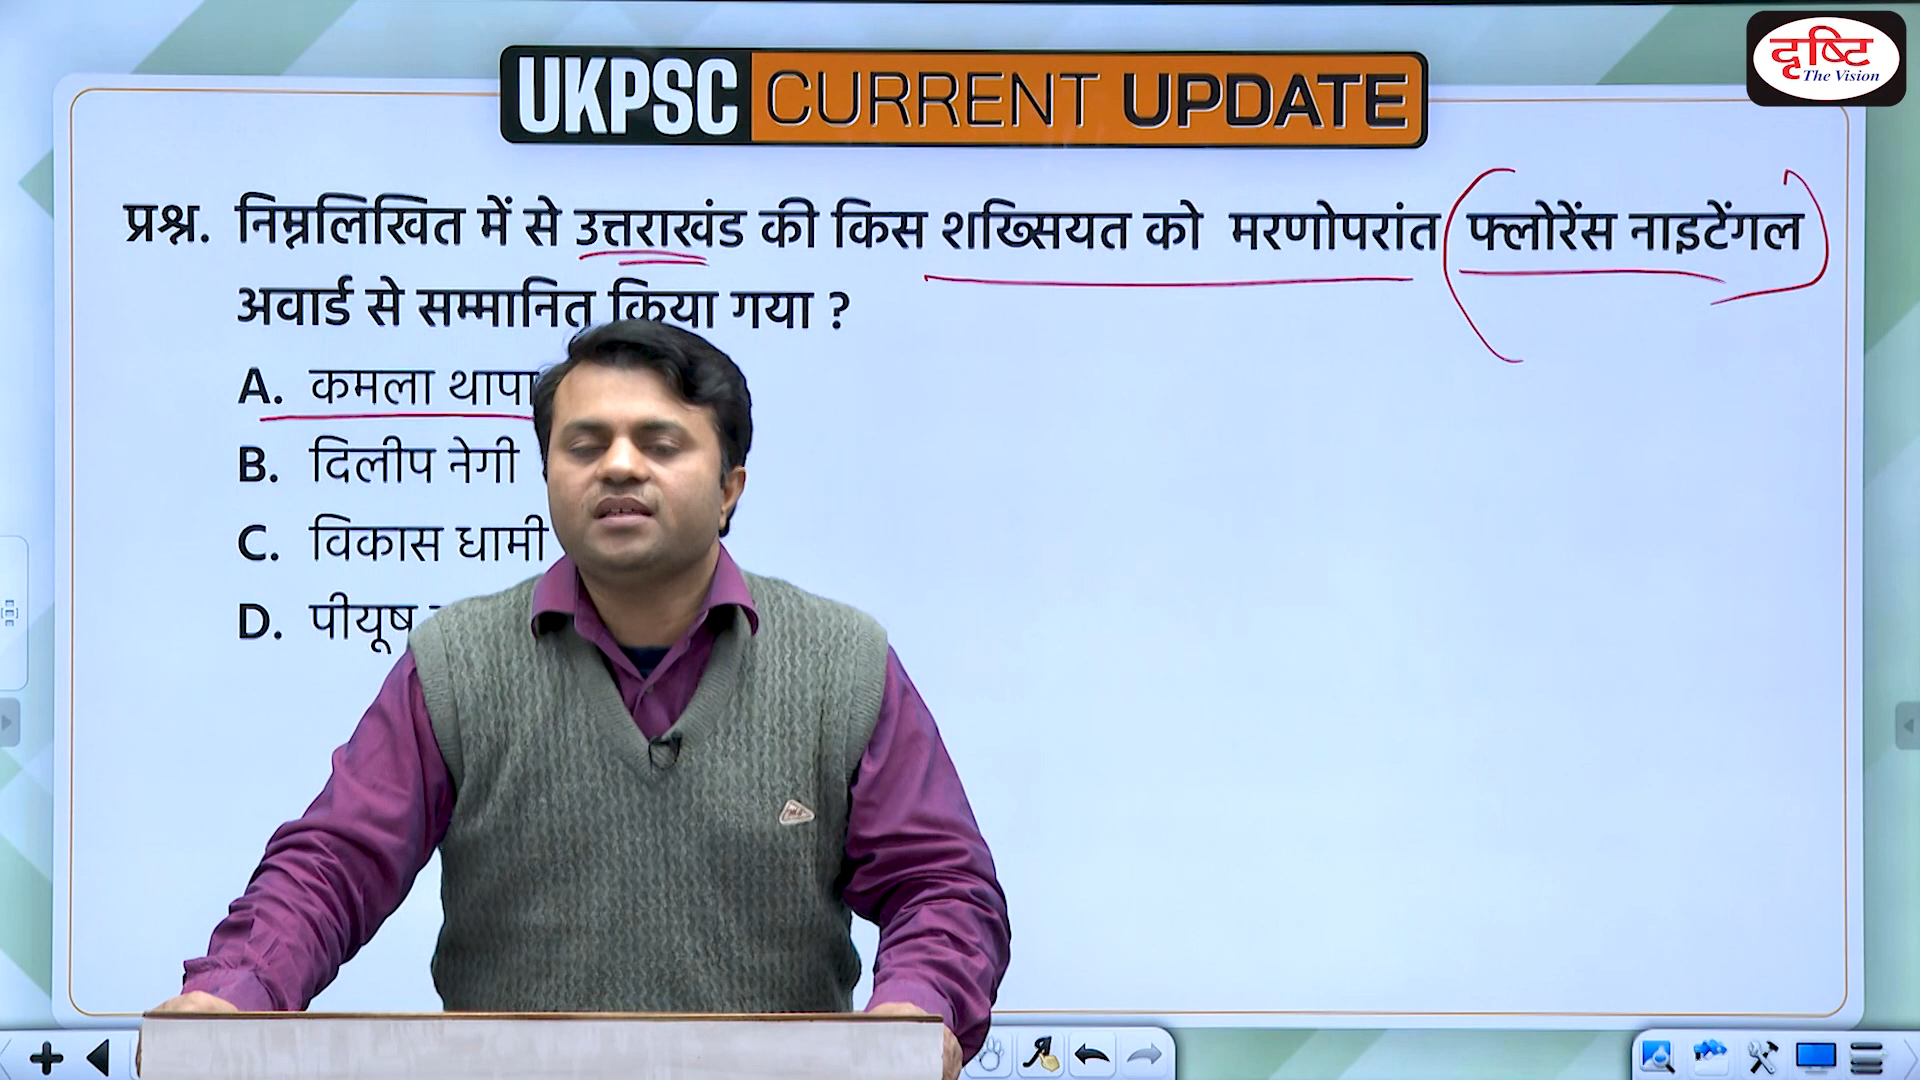 दृष्टि
The Vision
UKPSC CURRENT UPDATE
प्रश्न. निम्नलिखित में से उत्तराखंड की किस शख्सियत को मरणोपरांत फ्लोरेंस नाइटेंगल
अवार्ड से सम्मानित किया गया ?
A. कमला थापा
B. दिलीप नेगी
C. विकास धामी
D. पीयूष